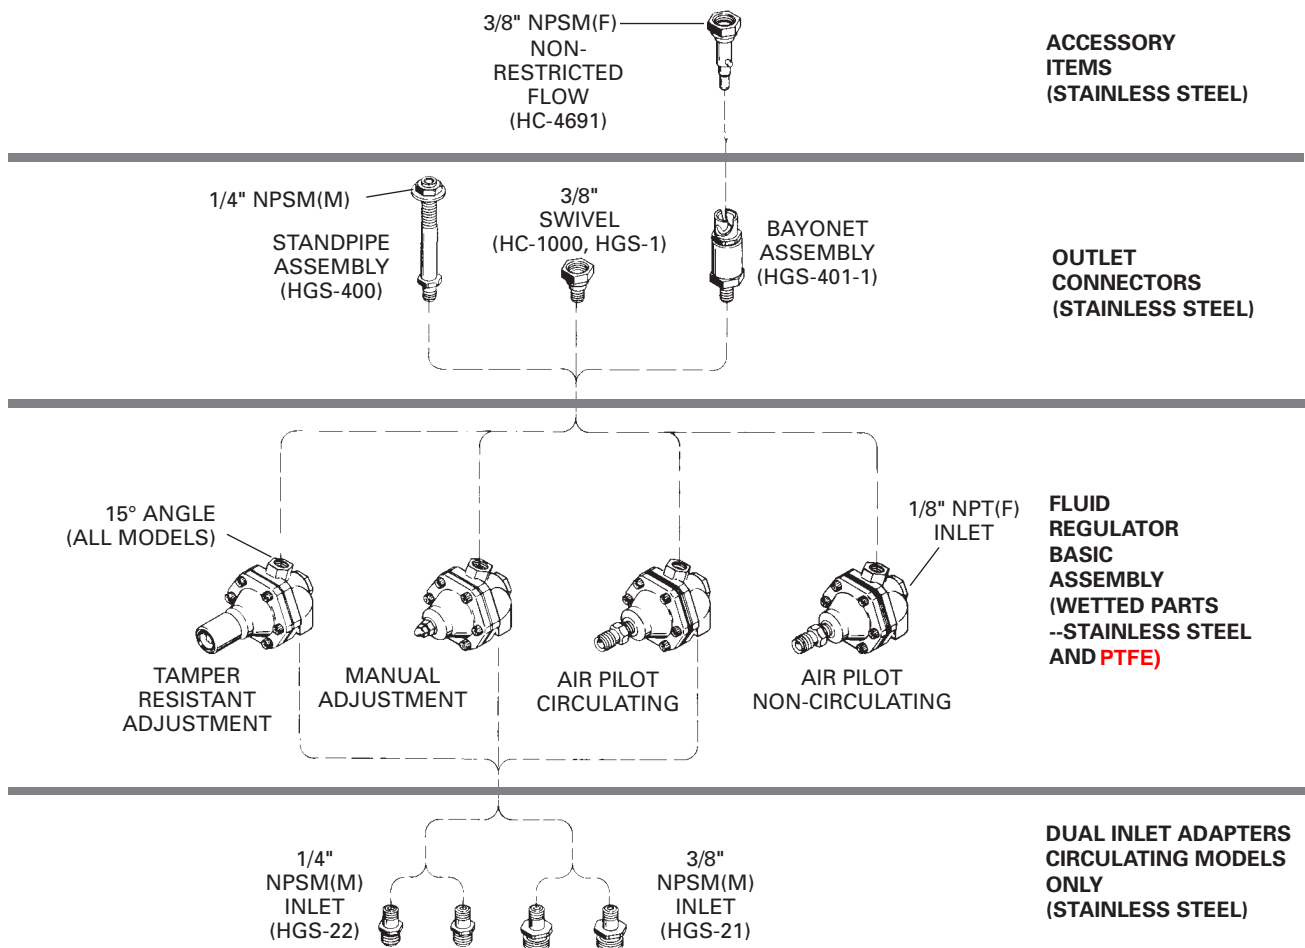 3/8" NPSM(F)
NON-
RESTRICTED
FLOW
(HC-4691)
ACCESSORY
ITEMS
(STAINLESS STEEL)
1/4" NPSM(M)
STANDPIPE
ASSEMBLY
(HGS-400)
3/8"
SWIVEL
(HC-1000, HGS-1)
BAYONET
ASSEMBLY
(HGS-401-1)
OUTLET
CONNECTORS
(STAINLESS STEEL)
15° ANGLE
(ALL MODELS)
1/8" NPT(F)
INLET
FLUID
REGULATOR
BASIC
ASSEMBLY
(WETTED PARTS
--STAINLESS STEEL
AND PTFE)
TAMPER
RESISTANT
ADJUSTMENT
MANUAL
ADJUSTMENT
AIR PILOT
CIRCULATING
AIR PILOT
NON-CIRCULATING
1/4"
NPSM(M)
INLET
(HGS-22)
3/8"
NPSM(M)
INLET
(HGS-21)
DUAL INLET ADAPTERS
CIRCULATING MODELS
ONLY
(STAINLESS STEEL)